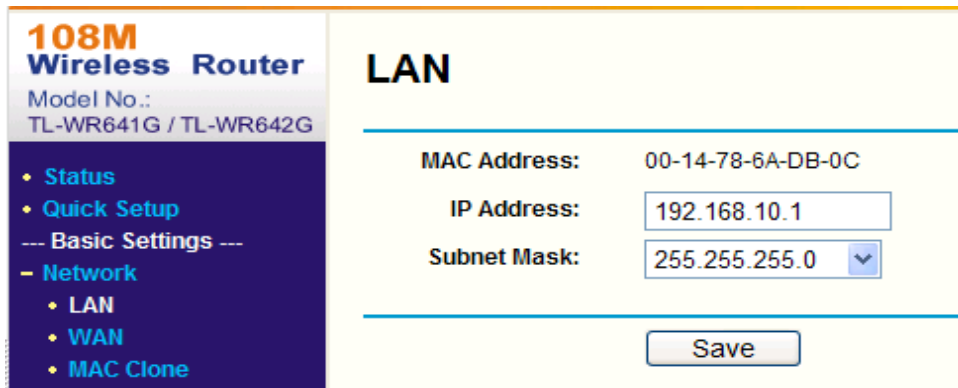 108M
Wireless Router
Model No.:
TL-WR641G / TL-WR642G
• Status
• Quick Setup
--- Basic Settings ---
– Network
• LAN
• WAN
• MAC Clone
LAN
MAC Address: 00-14-78-6A-DB-0C
IP Address: 192.168.10.1
Subnet Mask: 255.255.255.0
Save